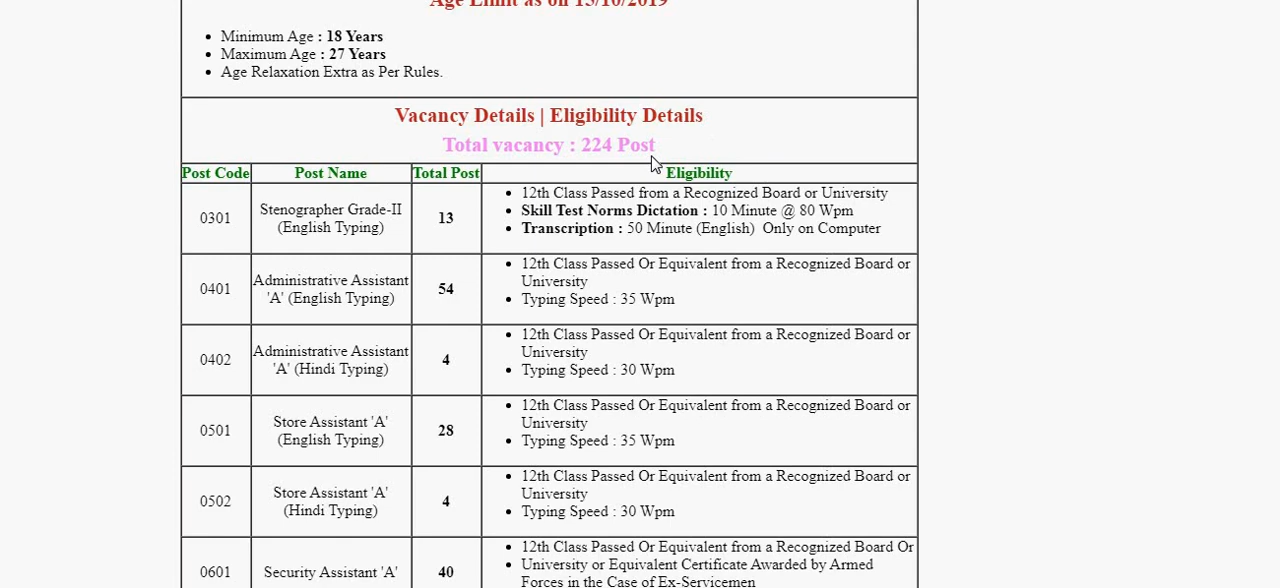 Age Limit as on 15/10/2019
Minimum Age : 18 Years
Maximum Age : 27 Years
Age Relaxation Extra as Per Rules.
Vacancy Details | Eligibility Details
Total vacancy : 224 Post
Post Code Post Name Total Post Eligibility
0301
Stenographer Grade-II
(English Typing)
13
12th Class Passed from a Recognized Board or University
Skill Test Norms Dictation : 10 Minute @ 80 Wpm
Transcription : 50 Minute (English) Only on Computer
0401
Administrative Assistant
'A' (English Typing)
54
12th Class Passed Or Equivalent from a Recognized Board or
University
Typing Speed : 35 Wpm
0402
Administrative Assistant
'A' (Hindi Typing)
4
12th Class Passed Or Equivalent from a Recognized Board or
University
Typing Speed : 30 Wpm
0501
Store Assistant 'A'
(English Typing)
28
12th Class Passed Or Equivalent from a Recognized Board or
University
Typing Speed : 35 Wpm
0502
Store Assistant 'A'
(Hindi Typing)
4
12th Class Passed Or Equivalent from a Recognized Board or
University
Typing Speed : 30 Wpm
0601
Security Assistant 'A'
40
12th Class Passed Or Equivalent from a Recognized Board Or
University or Equivalent Certificate Awarded by Armed
Forces in the Case of Ex-Servicemen